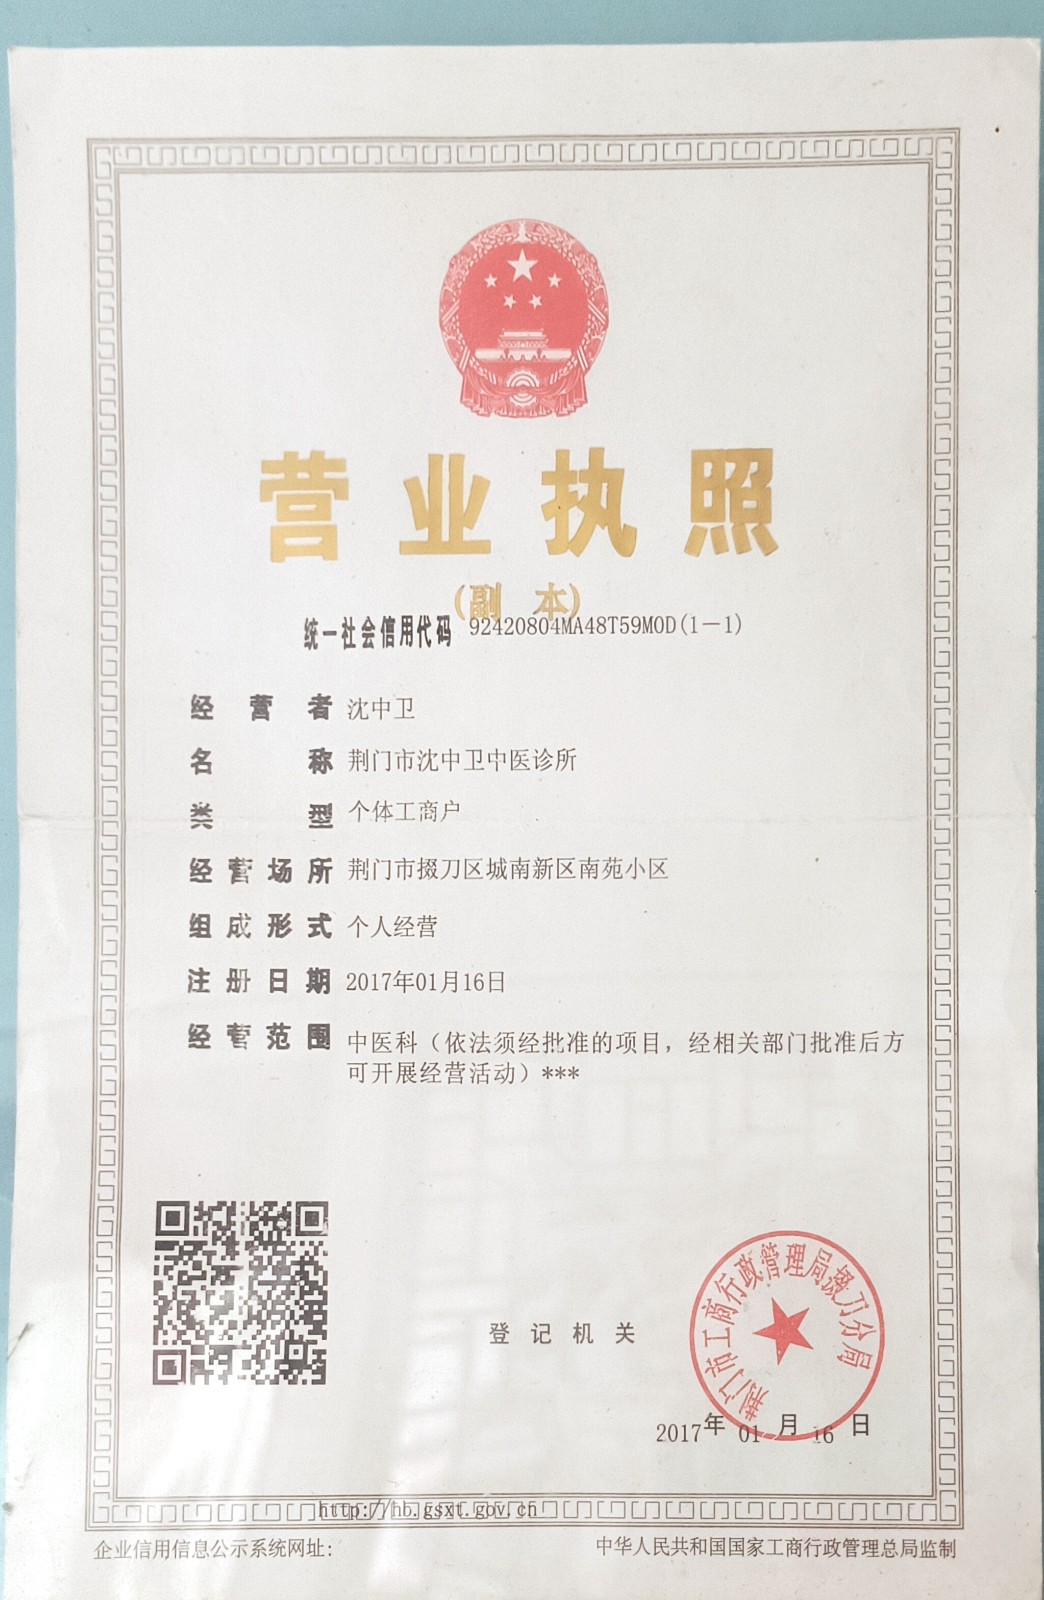 营业执照
(副 本)
统一社会信用代码 92420804MA48T59M0D(1-1)
经营者 沈中卫
名称 荆门市沈中卫中医诊所
类型 个体工商户
经营场所 荆门市掇刀区城南新区南苑小区
组成形式 个人经营
注册日期 2017年01月16日
经营范围 中医科（依法须经批准的项目，经相关部门批准后方
可开展经营活动）***
登记机关
荆门市工商行政管理局掇刀分局
2017年 01 月 16 日
http://hb.gsxt.gov.cn
企业信用信息公示系统网址:
中华人民共和国国家工商行政管理总局监制